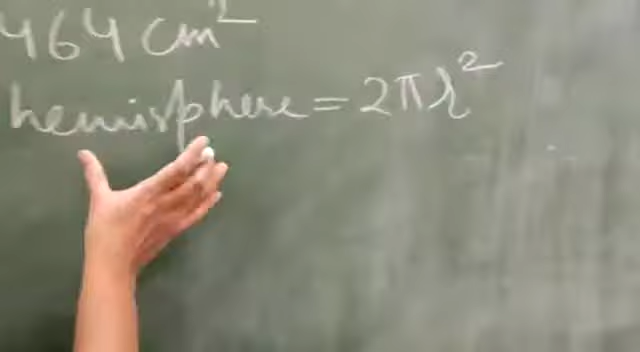 464 cm²
hemisphere = 2πr²